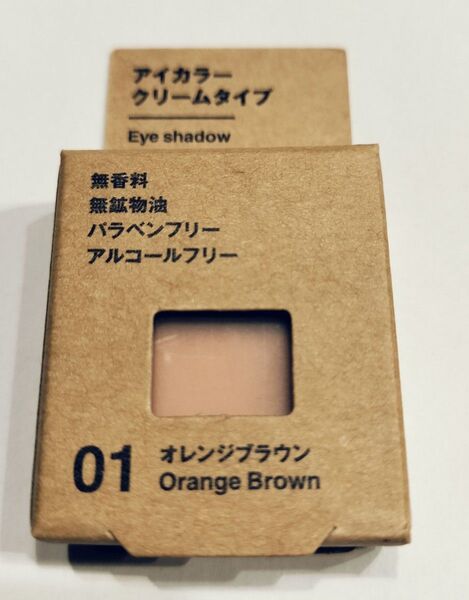 アイカラー
クリームタイプ
Eye shadow
無香料
無鉱物油
パラベンフリー
アルコールフリー
01
オレンジブラウン
Orange Brown